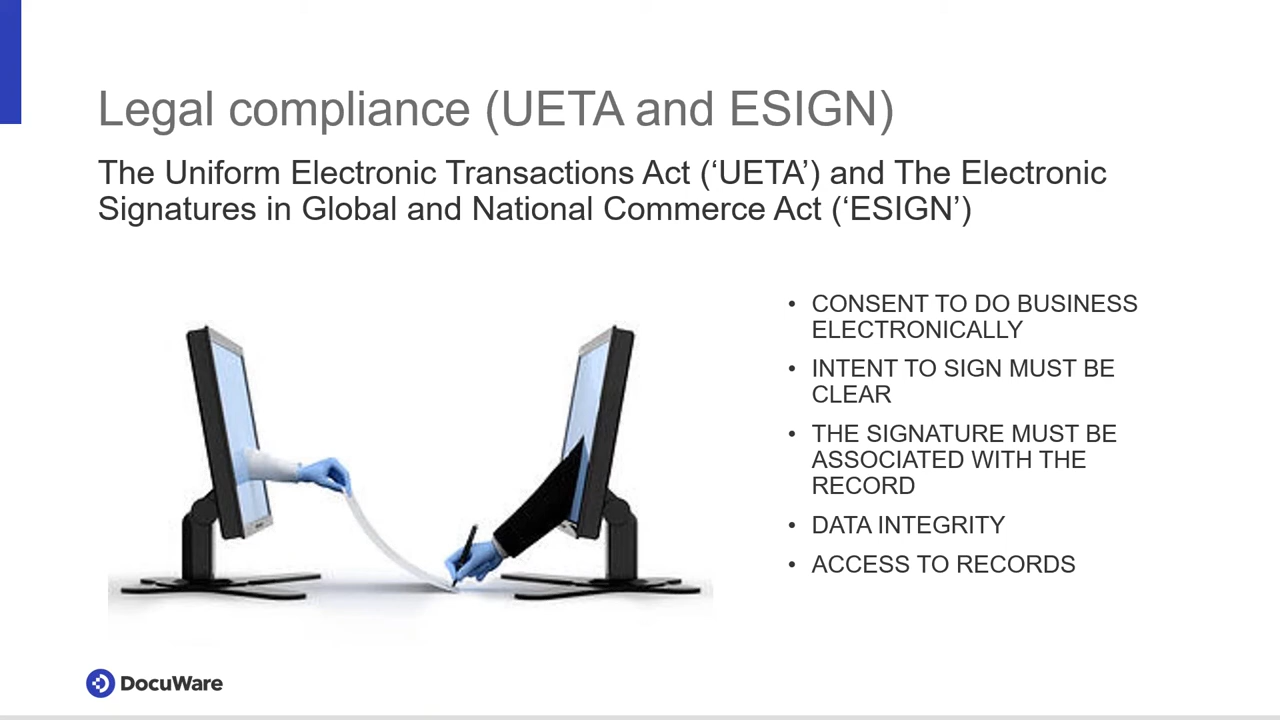 Legal compliance (UETA and ESIGN)
The Uniform Electronic Transactions Act (‘UETA’) and The Electronic
Signatures in Global and National Commerce Act (‘ESIGN’)
• CONSENT TO DO BUSINESS
ELECTRONICALLY
• INTENT TO SIGN MUST BE
CLEAR
• THE SIGNATURE MUST BE
ASSOCIATED WITH THE
RECORD
• DATA INTEGRITY
• ACCESS TO RECORDS
DocuWare